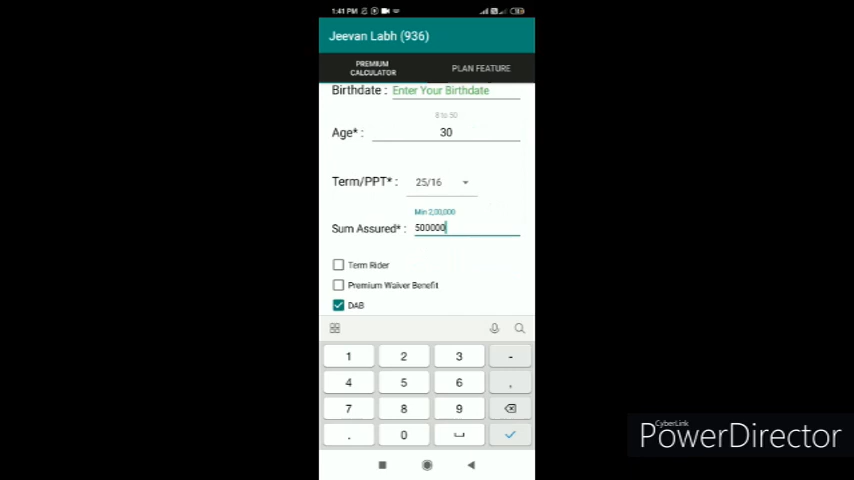 1:41 PM
Jeevan Labh (936)
PREMIUM
CALCULATOR
PLAN FEATURE
Birthdate : Enter Your Birthdate
8 to 50
Age* : 30
Term/PPT* : 25/16
Min 2,00,000
Sum Assured* : 500000
Term Rider
Premium Waiver Benefit
DAB
1 2 3 -
4 5 6 ,
7 8 9
. 0
CyberLink
PowerDirector